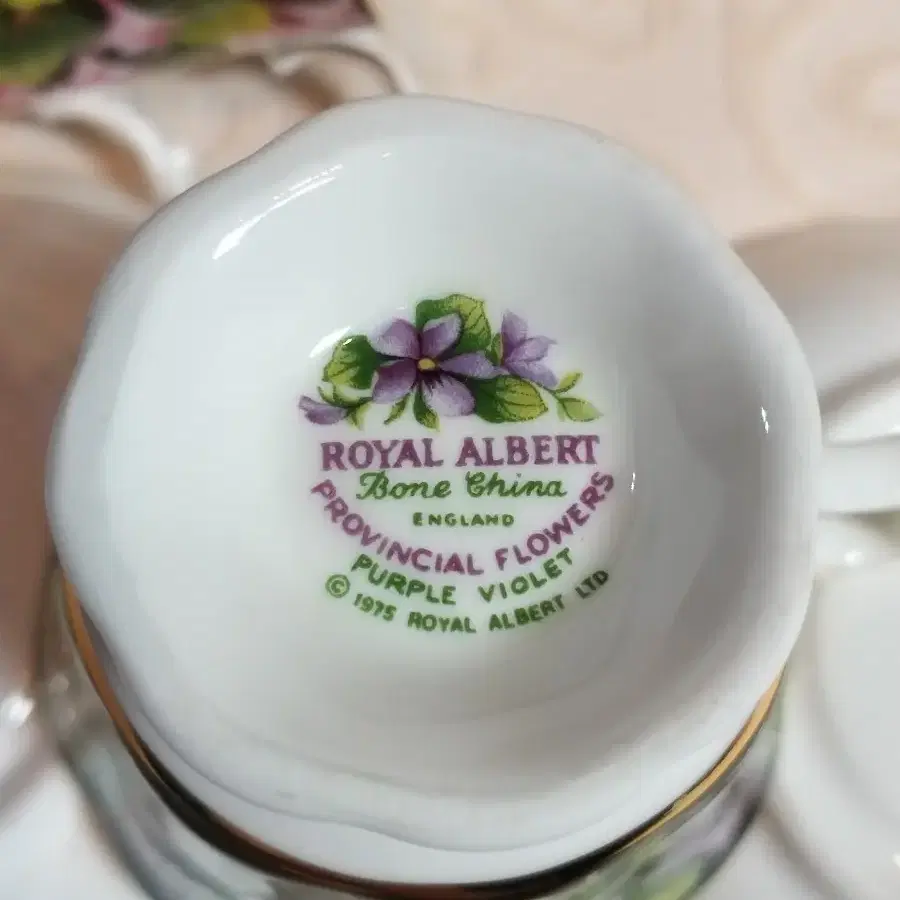 ROYAL ALBERT
Bone China
ENGLAND
PROVINCIAL FLOWERS
PURPLE VIOLET
© 1975 ROYAL ALBERT LTD